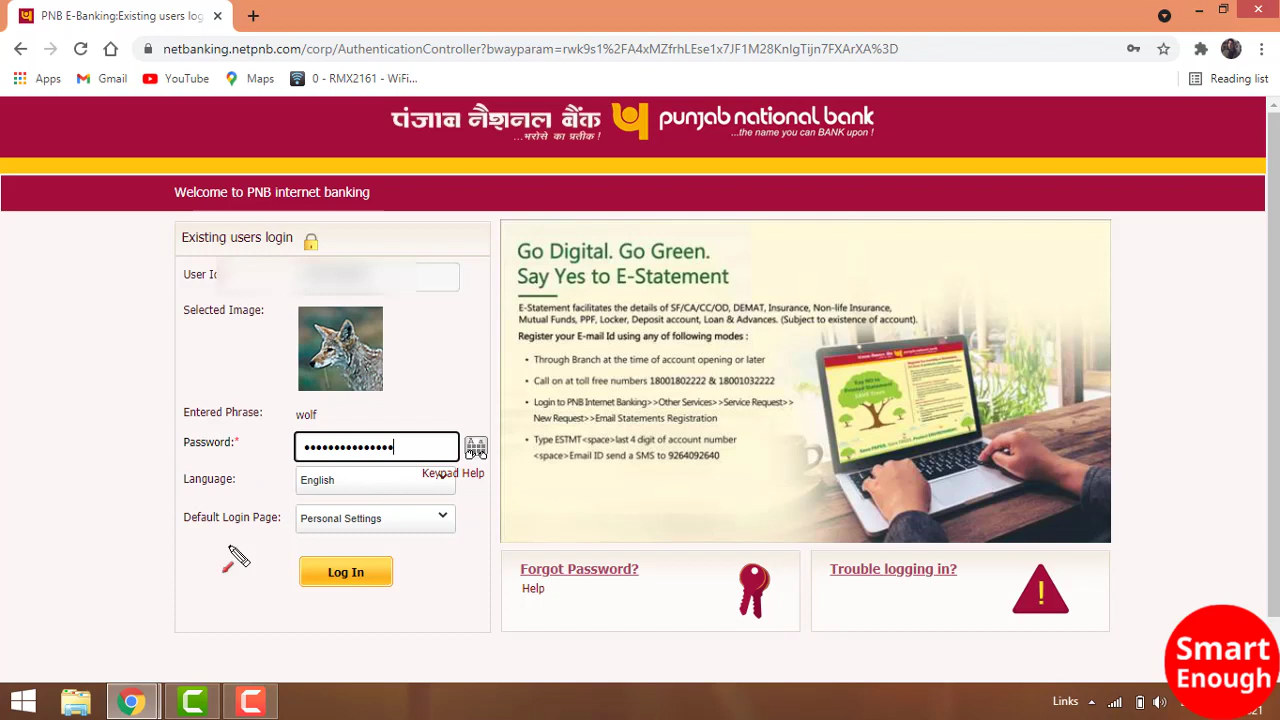 PNB E-Banking:Existing users log
netbanking.netpnb.com/corp/AuthenticationController?bwayparam=rwk9s1%2FA4xMZfrhLEse1x7JF1M28KnIgTijn7FXArXA%3D
Apps Gmail YouTube Maps 0 - RMX2161 - WiFi... Reading list
पंजाब नैशनल बैंक punjab national bank
...भरोसे का प्रतीक! ...the name you can BANK upon!
Welcome to PNB internet banking
Existing users login
User Id
Selected Image:
Entered Phrase: wolf
Password:* •••••••••••••••
Keypad Help
Language: English
Default Login Page: Personal Settings
Log In
Go Digital. Go Green.
Say Yes to E-Statement
E-Statement facilitates the details of SF/CA/CC/OD, DEMAT, Insurance, Non-life Insurance,
Mutual Funds, PPF, Locker, Deposit account, Loan & Advances. (Subject to existence of account).
Register your E-mail Id using any of following modes :
• Through Branch at the time of account opening or later
• Call on at toll free numbers 18001802222 & 18001032222
• Login to PNB Internet Banking>>Other Services>>Service Request>>
New Request>>Email Statements Registration
• Type ESTMT<space>last 4 digit of account number
<space>Email ID send a SMS to 9264092640
Forgot Password?
Help
Trouble logging in?
Smart
Enough
Links